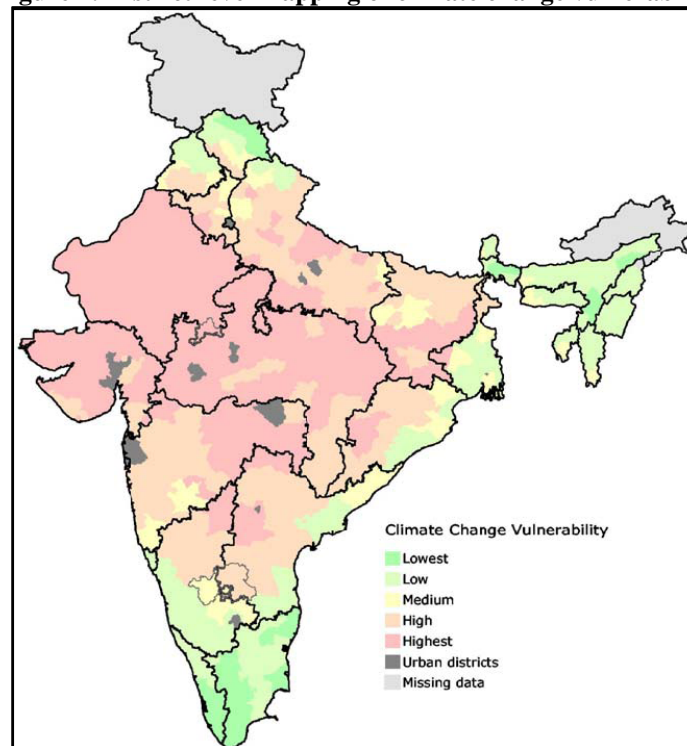 Climate Change Vulnerability
Lowest
Low
Medium
High
Highest
Urban districts
Missing data